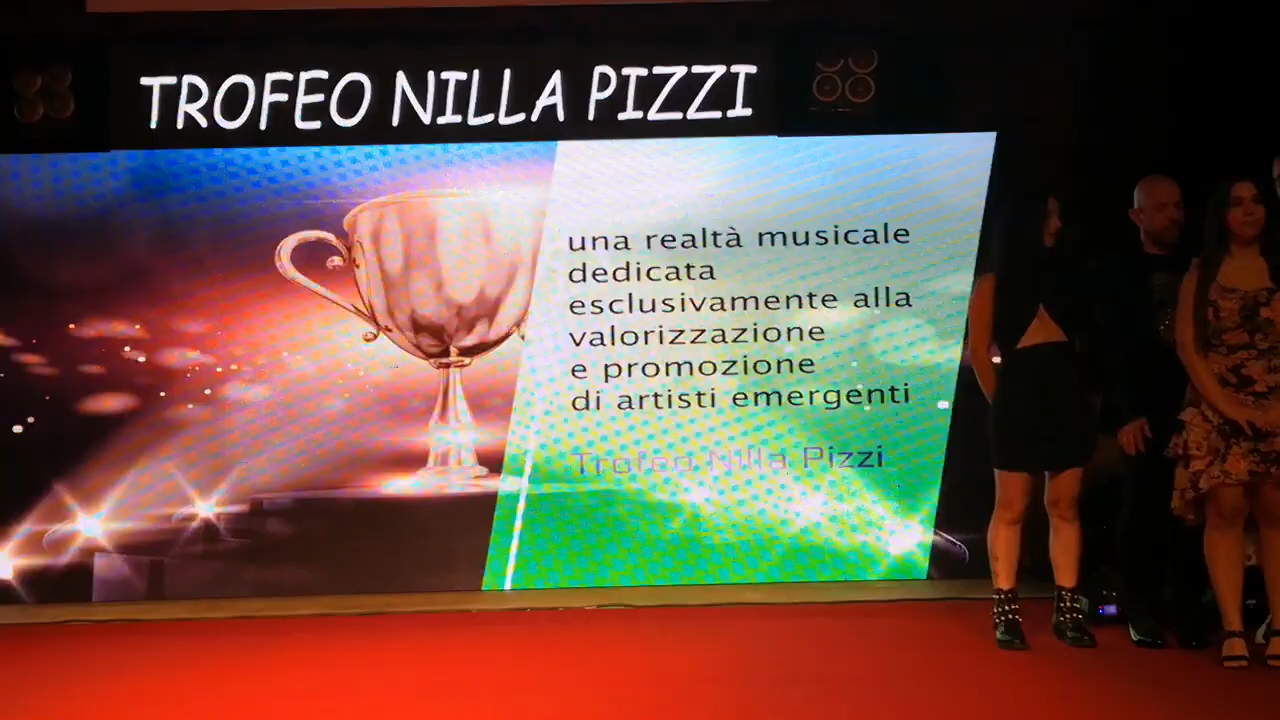 TROFEO NILLA PIZZI
una realtà musicale
dedicata
esclusivamente alla
valorizzazione
e promozione
di artisti emergenti
Trofeo Nilla Pizzi